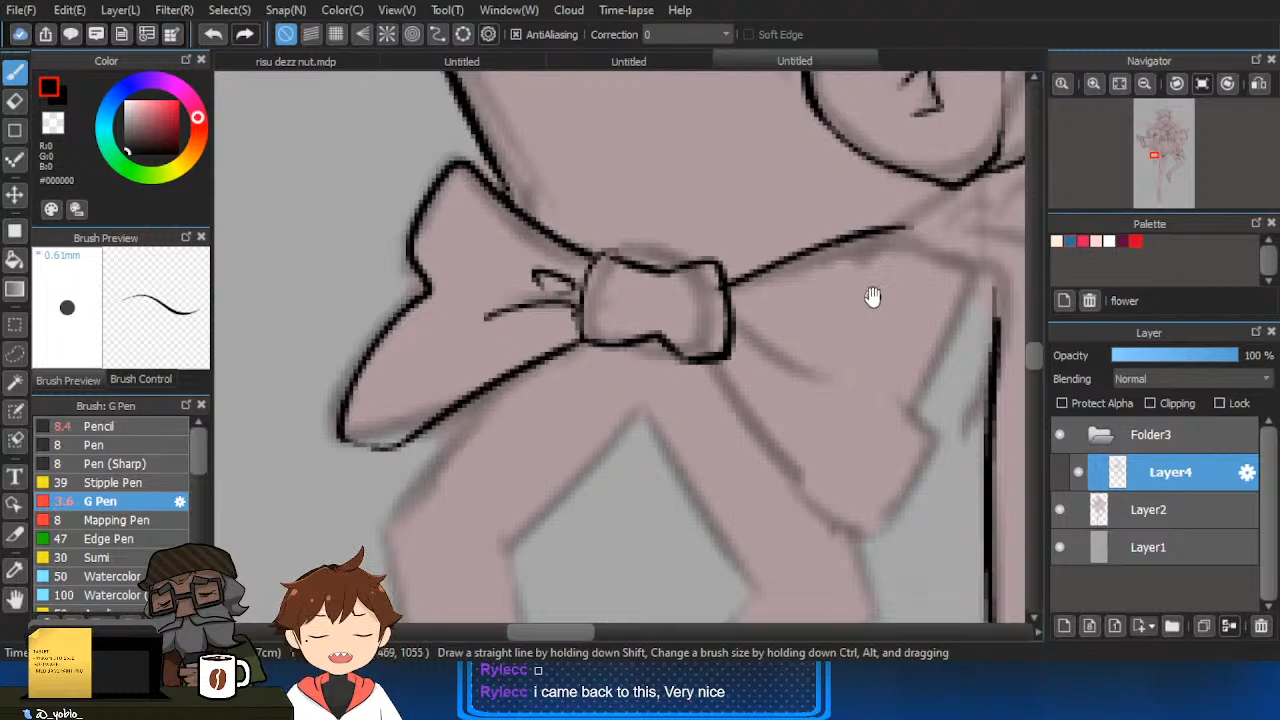 File(F) Edit(E) Layer(L) Filter(R) Select(S) Snap(N) Color(C) View(V) Tool(T) Window(W) Cloud Time-lapse Help
AntiAliasing Correction 0 Soft Edge
Color
risu dezz nut.mdp Untitled Untitled Untitled
Navigator
R:0
G:0
B:0
#000000
Brush Preview
0.61mm
Brush Preview Brush Control
Brush: G Pen
8.4 Pencil
8 Pen
8 Pen (Sharp)
39 Stipple Pen
3.6 G Pen
8 Mapping Pen
47 Edge Pen
30 Sumi
50 Watercolor
100 Watercolor
Palette
flower
Layer
Opacity 100 %
Blending Normal
Protect Alpha Clipping Lock
Folder3
Layer4
Layer2
Layer1
469, 1055 ) Draw a straight line by holding down Shift, Change a brush size by holding down Ctrl, Alt, and dragging
Rylecc □
Rylecc i came back to this, Very nice